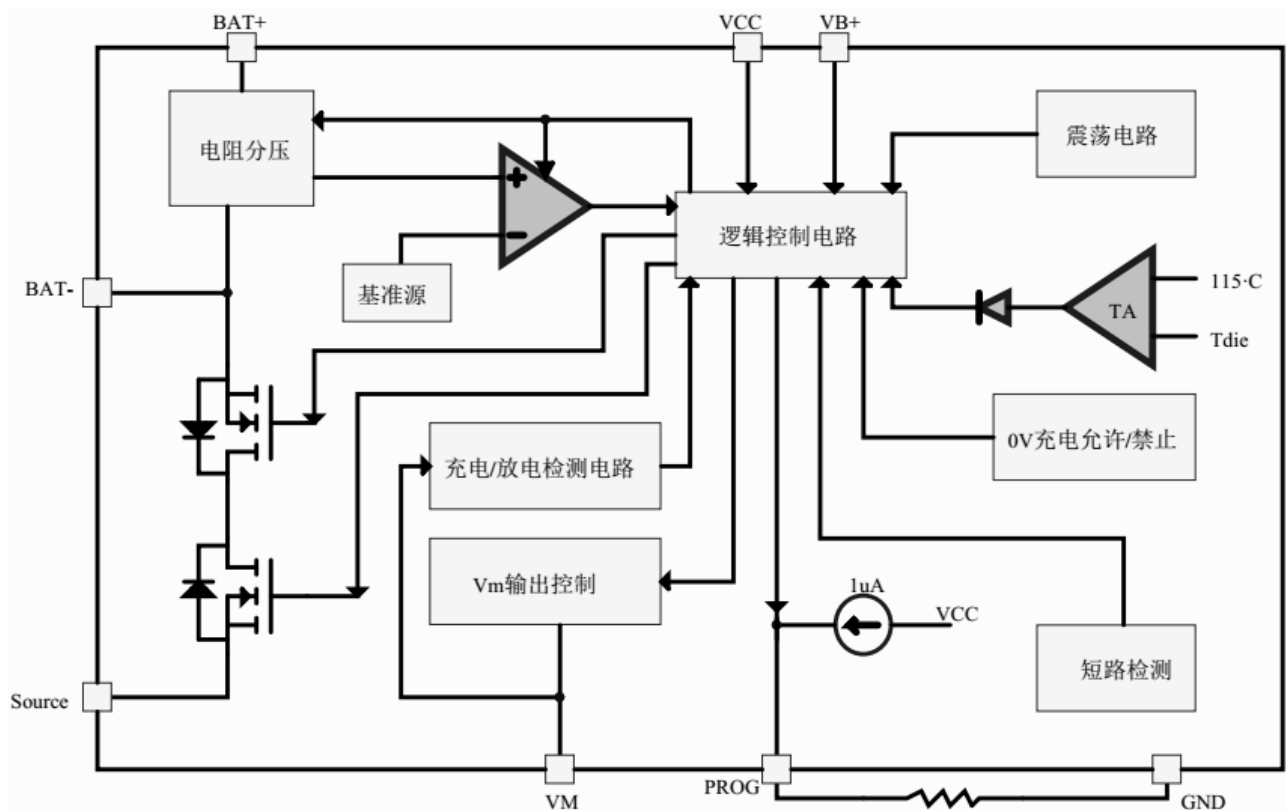 BAT+
VCC
VB+
电阻分压
震荡电路
+
逻辑控制电路
-
BAT-
基准源
115·C
TA
Tdie
充电/放电检测电路
0V充电允许/禁止
Vm输出控制
1uA
VCC
短路检测
Source
VM
PROG
GND